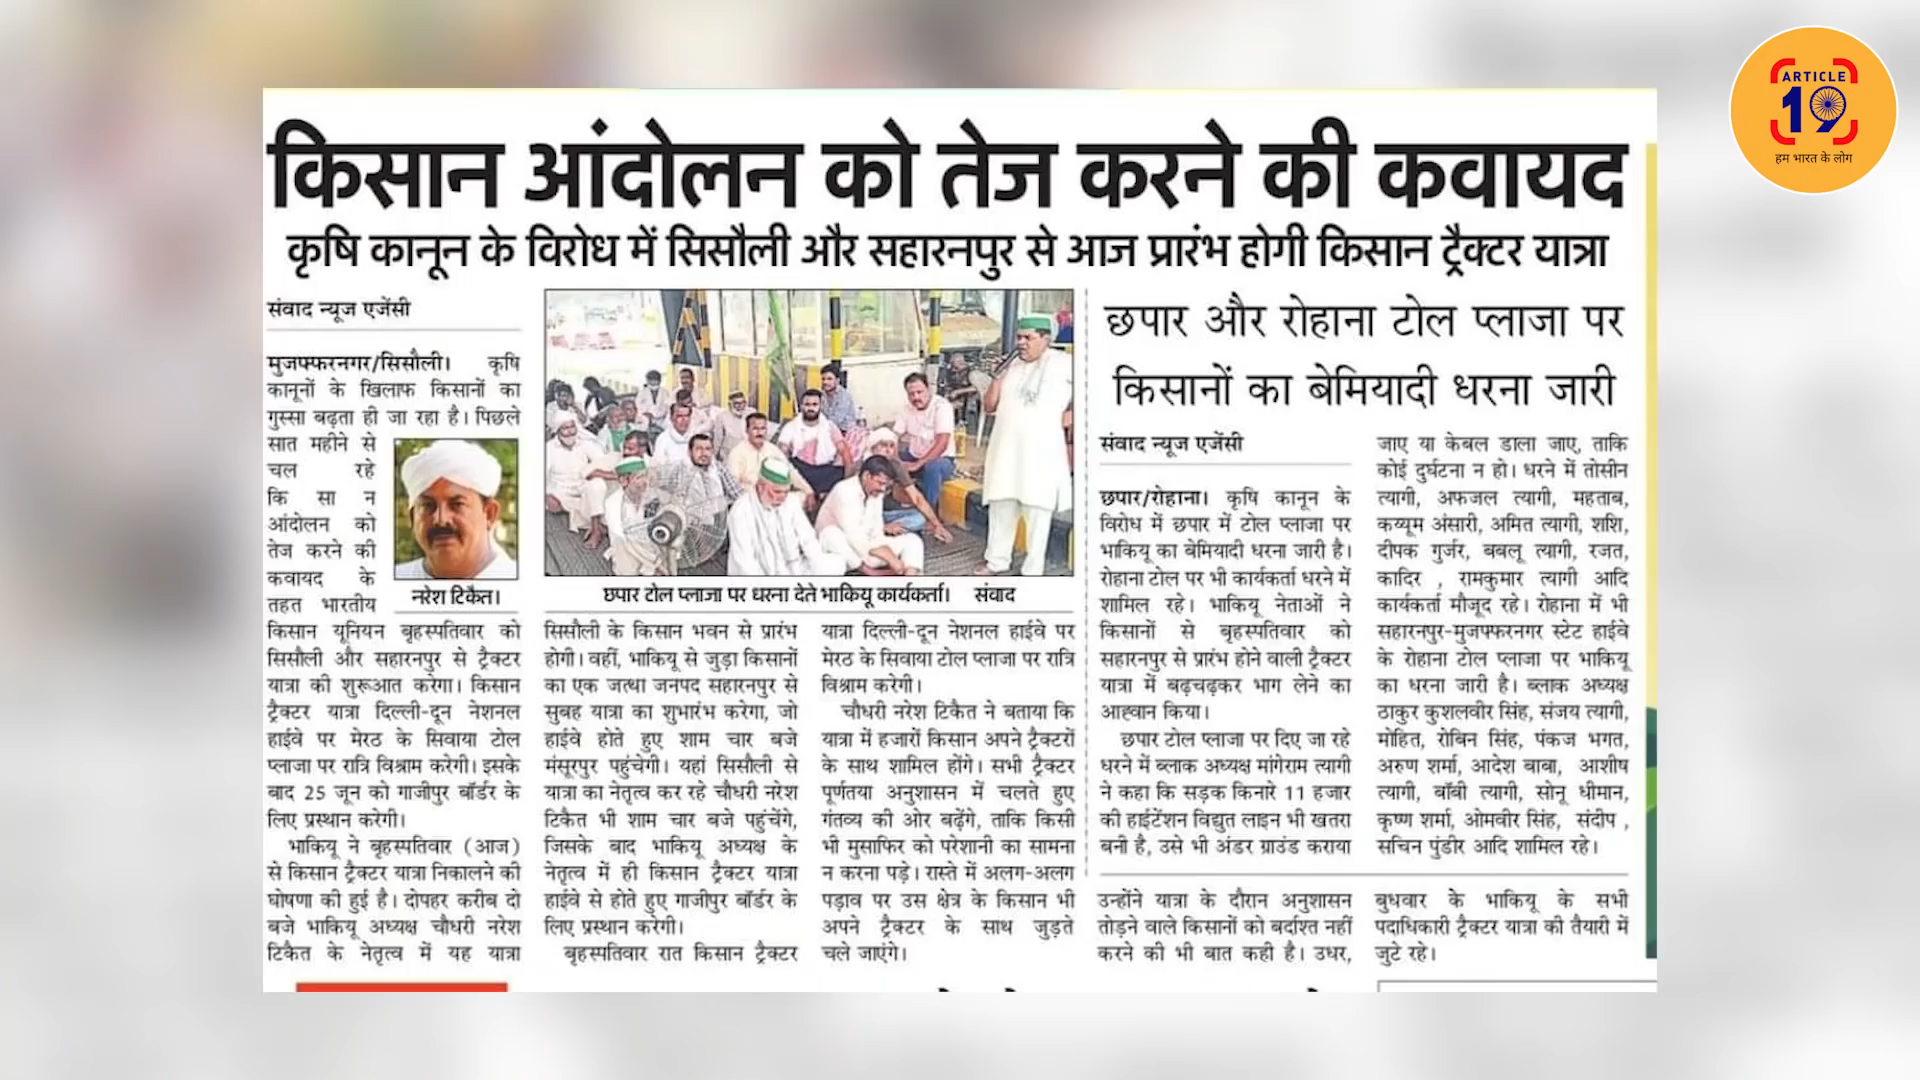 ARTICLE
19
हम भारत के लोग
किसान आंदोलन को तेज करने की कवायद
कृषि कानून के विरोध में सिसौली और सहारनपुर से आज प्रारंभ होगी किसान ट्रैक्टर यात्रा
संवाद न्यूज एजेंसी
मुजफ्फरनगर/सिसौली। कृषि
कानूनों के खिलाफ किसानों का
गुस्सा बढ़ता ही जा रहा है। पिछले
सात महीने से
चल रहे
कि सा न
आंदोलन को
तेज करने की
कवायद के
तहत भारतीय
नरेश टिकैत।
किसान यूनियन बृहस्पतिवार को
सिसौली और सहारनपुर से ट्रैक्टर
यात्रा की शुरूआत करेगा। किसान
ट्रैक्टर यात्रा दिल्ली-दून नेशनल
हाईवे पर मेरठ के सिवाया टोल
प्लाजा पर रात्रि विश्राम करेगी। इसके
बाद 25 जून को गाजीपुर बॉर्डर के
लिए प्रस्थान करेगी।
भाकियू ने बृहस्पतिवार (आज)
से किसान ट्रैक्टर यात्रा निकालने की
घोषणा की हुई है। दोपहर करीब दो
बजे भाकियू अध्यक्ष चौधरी नरेश
टिकैत के नेतृत्व में यह यात्रा
छपार टोल प्लाजा पर धरना देते भाकियू कार्यकर्ता। संवाद
सिसौली के किसान भवन से प्रारंभ
होगी। वहीं, भाकियू से जुड़ा किसानों
का एक जत्था जनपद सहारनपुर से
सुबह यात्रा का शुभारंभ करेगा, जो
हाईवे होते हुए शाम चार बजे
मंसूरपुर पहुंचेगी। यहां सिसौली से
यात्रा का नेतृत्व कर रहे चौधरी नरेश
टिकैत भी शाम चार बजे पहुंचेंगे,
जिसके बाद भाकियू अध्यक्ष के
नेतृत्व में ही किसान ट्रैक्टर यात्रा
हाईवे से होते हुए गाजीपुर बॉर्डर के
लिए प्रस्थान करेगी।
बृहस्पतिवार रात किसान ट्रैक्टर
यात्रा दिल्ली-दून नेशनल हाईवे पर
मेरठ के सिवाया टोल प्लाजा पर रात्रि
विश्राम करेगी।
चौधरी नरेश टिकैत ने बताया कि
यात्रा में हजारों किसान अपने ट्रैक्टरों
के साथ शामिल होंगे। सभी ट्रैक्टर
पूर्णतया अनुशासन में चलते हुए
गंतव्य की ओर बढ़ेंगे, ताकि किसी
भी मुसाफिर को परेशानी का सामना
न करना पड़े। रास्ते में अलग-अलग
पड़ाव पर उस क्षेत्र के किसान भी
अपने ट्रैक्टर के साथ जुड़ते
चले जाएंगे।
छपार और रोहाना टोल प्लाजा पर
किसानों का बेमियादी धरना जारी
संवाद न्यूज एजेंसी
छपार/रोहाना। कृषि कानून के
विरोध में छपार में टोल प्लाजा पर
भाकियू का बेमियादी धरना जारी है।
रोहाना टोल पर भी कार्यकर्ता धरने में
शामिल रहे। भाकियू नेताओं ने
किसानों से बृहस्पतिवार को
सहारनपुर से प्रारंभ होने वाली ट्रैक्टर
यात्रा में बढ़चढ़कर भाग लेने का
आह्वान किया।
छपार टोल प्लाजा पर दिए जा रहे
धरने में ब्लाक अध्यक्ष मांगेराम त्यागी
ने कहा कि सड़क किनारे 11 हजार
की हाईटेंशन विद्युत लाइन भी खतरा
बनी है, उसे भी अंडर ग्राउंड कराया
जाए या केबल डाला जाए, ताकि
कोई दुर्घटना न हो। धरने में तोसीन
त्यागी, अफजल त्यागी, महताब,
कय्यूम अंसारी, अमित त्यागी, शशि,
दीपक गुर्जर, बबलू त्यागी, रजत,
कादिर , रामकुमार त्यागी आदि
कार्यकर्ता मौजूद रहे। रोहाना में भी
सहारनपुर-मुजफ्फरनगर स्टेट हाईवे
के रोहाना टोल प्लाजा पर भाकियू
का धरना जारी है। ब्लाक अध्यक्ष
ठाकुर कुशलवीर सिंह, संजय त्यागी,
मोहित, रोबिन सिंह, पंकज भगत,
अरुण शर्मा, आदेश बाबा, आशीष
त्यागी, बॉबी त्यागी, सोनू धीमान,
कृष्ण शर्मा, ओमवीर सिंह, संदीप ,
सचिन पुंडीर आदि शामिल रहे।
उन्होंने यात्रा के दौरान अनुशासन
तोड़ने वाले किसानों को बर्दाश्त नहीं
करने की भी बात कही है। उधर,
बुधवार के भाकियू के सभी
पदाधिकारी ट्रैक्टर यात्रा की तैयारी में
जुटे रहे।